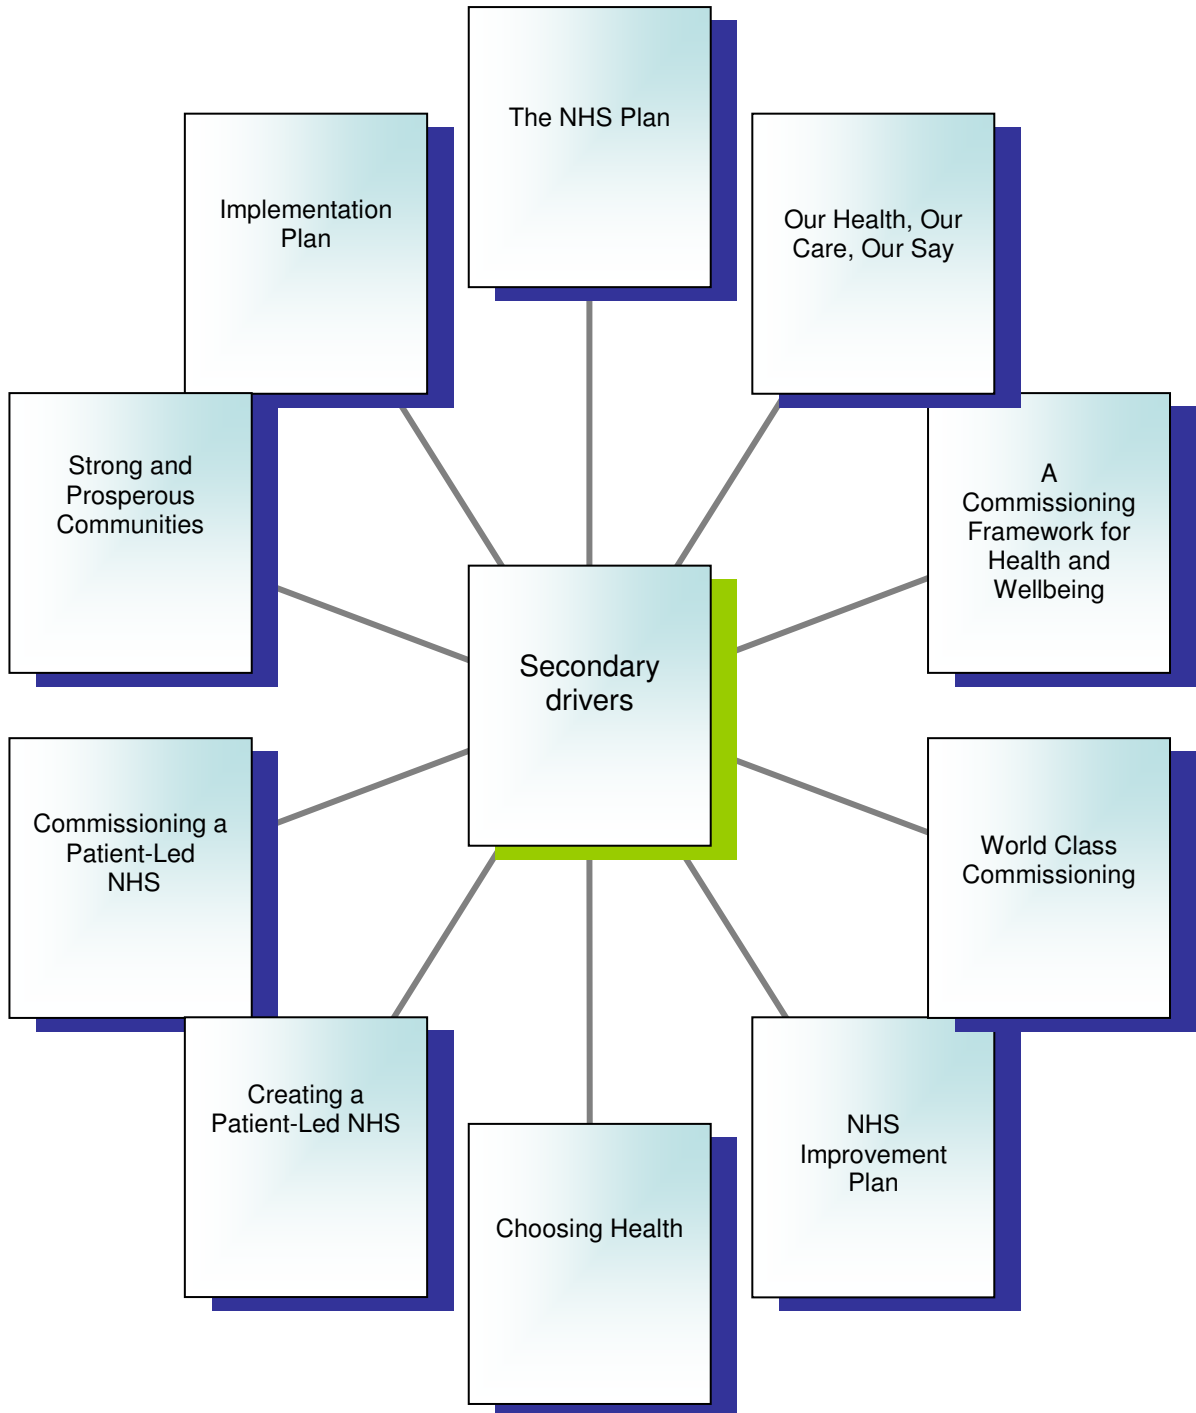 The NHS Plan
Implementation
Plan
Our Health, Our
Care, Our Say
Strong and
Prosperous
Communities
A
Commissioning
Framework for
Health and
Wellbeing
Secondary
drivers
Commissioning a
Patient-Led
NHS
World Class
Commissioning
Creating a
Patient-Led NHS
NHS
Improvement
Plan
Choosing Health